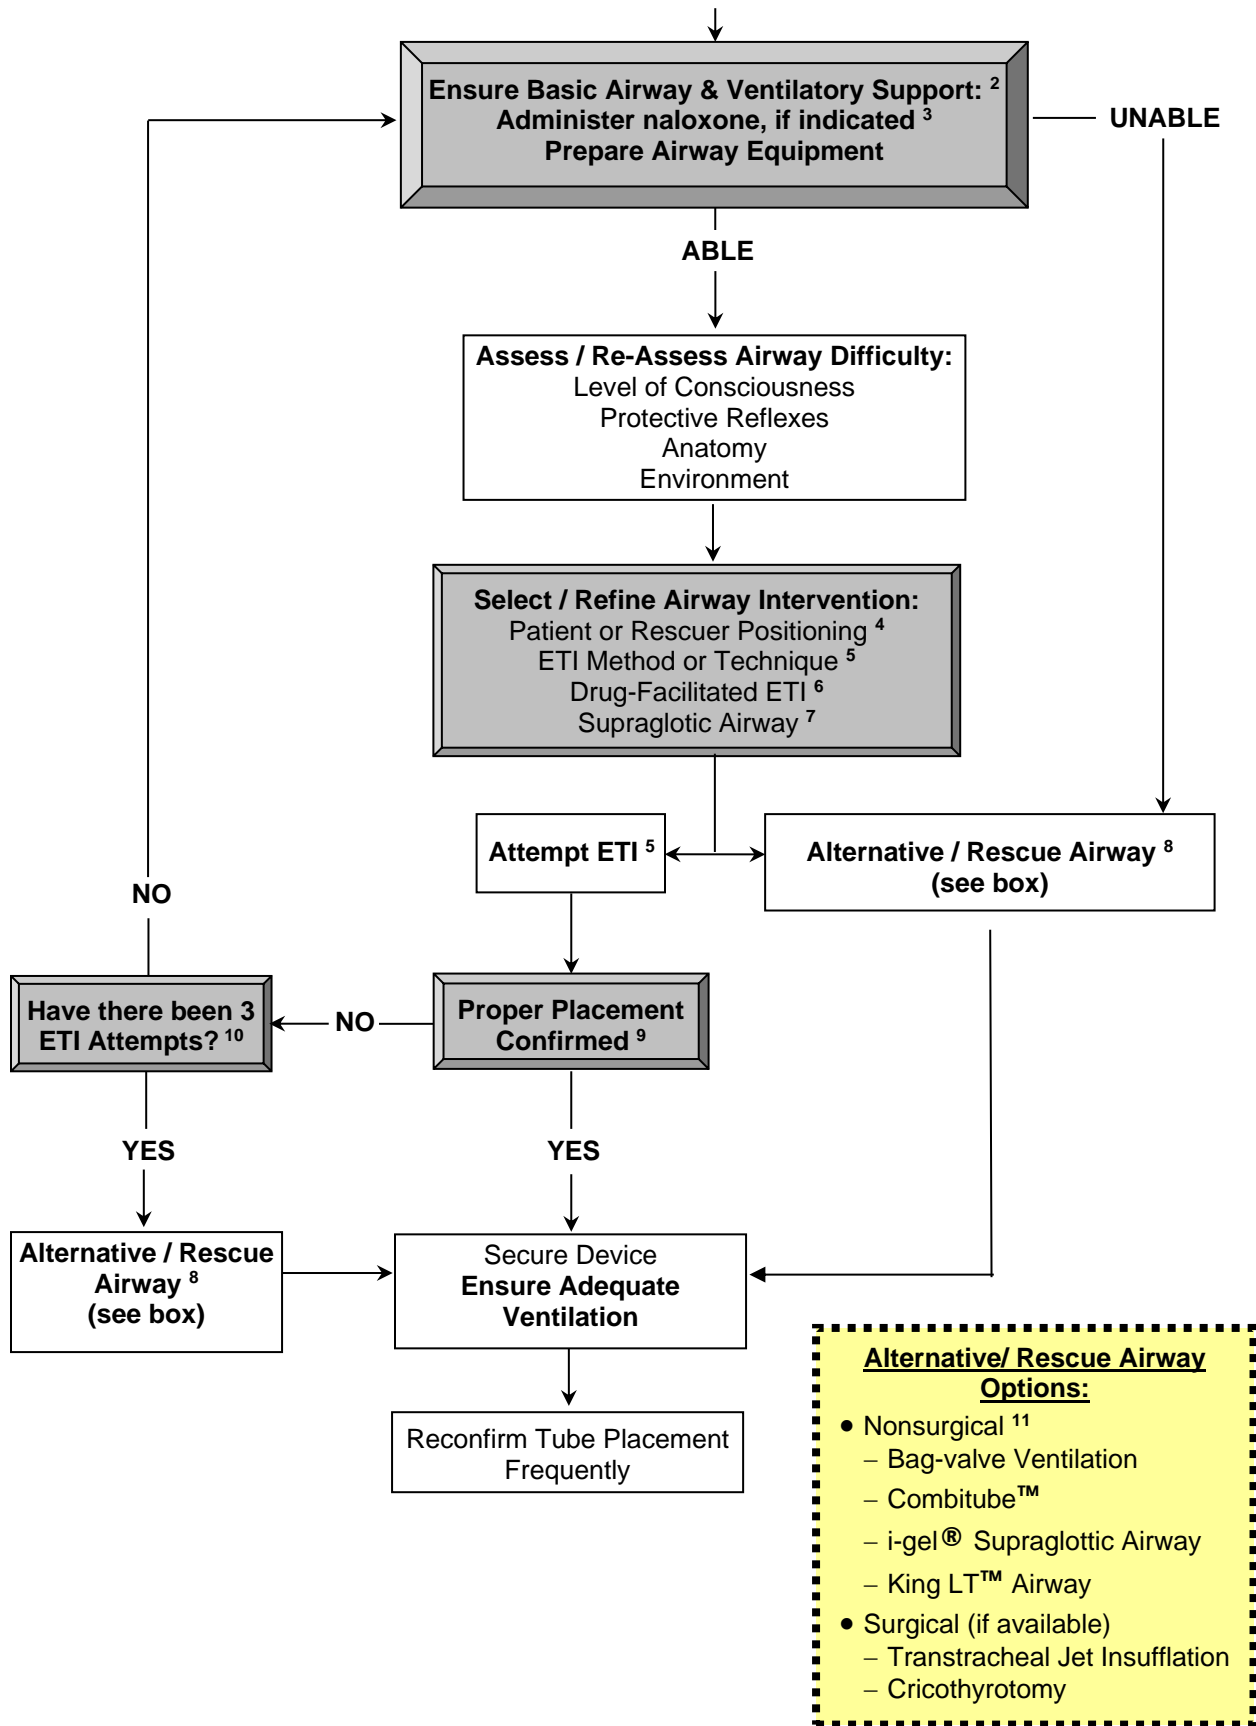 Ensure Basic Airway & Ventilatory Support: 2
Administer naloxone, if indicated 3
Prepare Airway Equipment
UNABLE
ABLE
Assess / Re-Assess Airway Difficulty:
Level of Consciousness
Protective Reflexes
Anatomy
Environment
Select / Refine Airway Intervention:
Patient or Rescuer Positioning 4
ETI Method or Technique 5
Drug-Facilitated ETI 6
Supraglotic Airway 7
Attempt ETI 5
Alternative / Rescue Airway 8
(see box)
NO
Have there been 3
ETI Attempts? 10
NO
Proper Placement
Confirmed 9
YES
YES
Alternative / Rescue
Airway 8
(see box)
Secure Device
Ensure Adequate
Ventilation
Reconfirm Tube Placement
Frequently
Alternative/ Rescue Airway
Options:
• Nonsurgical 11
– Bag-valve Ventilation
– Combitube™
– i-gel® Supraglottic Airway
– King LT™ Airway
• Surgical (if available)
– Transtracheal Jet Insufflation
– Cricothyrotomy